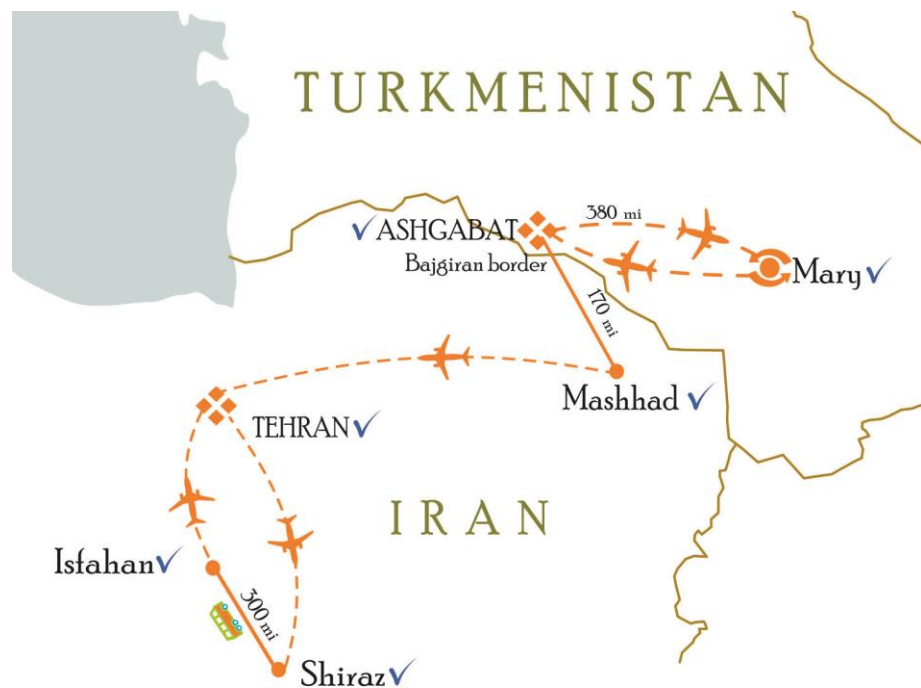 TURKMENISTAN
380 mi
ASHGABAT
Bajgiran border
Mary
170 mi
Mashhad
TEHRAN
IRAN
Isfahan
300 mi
Shiraz